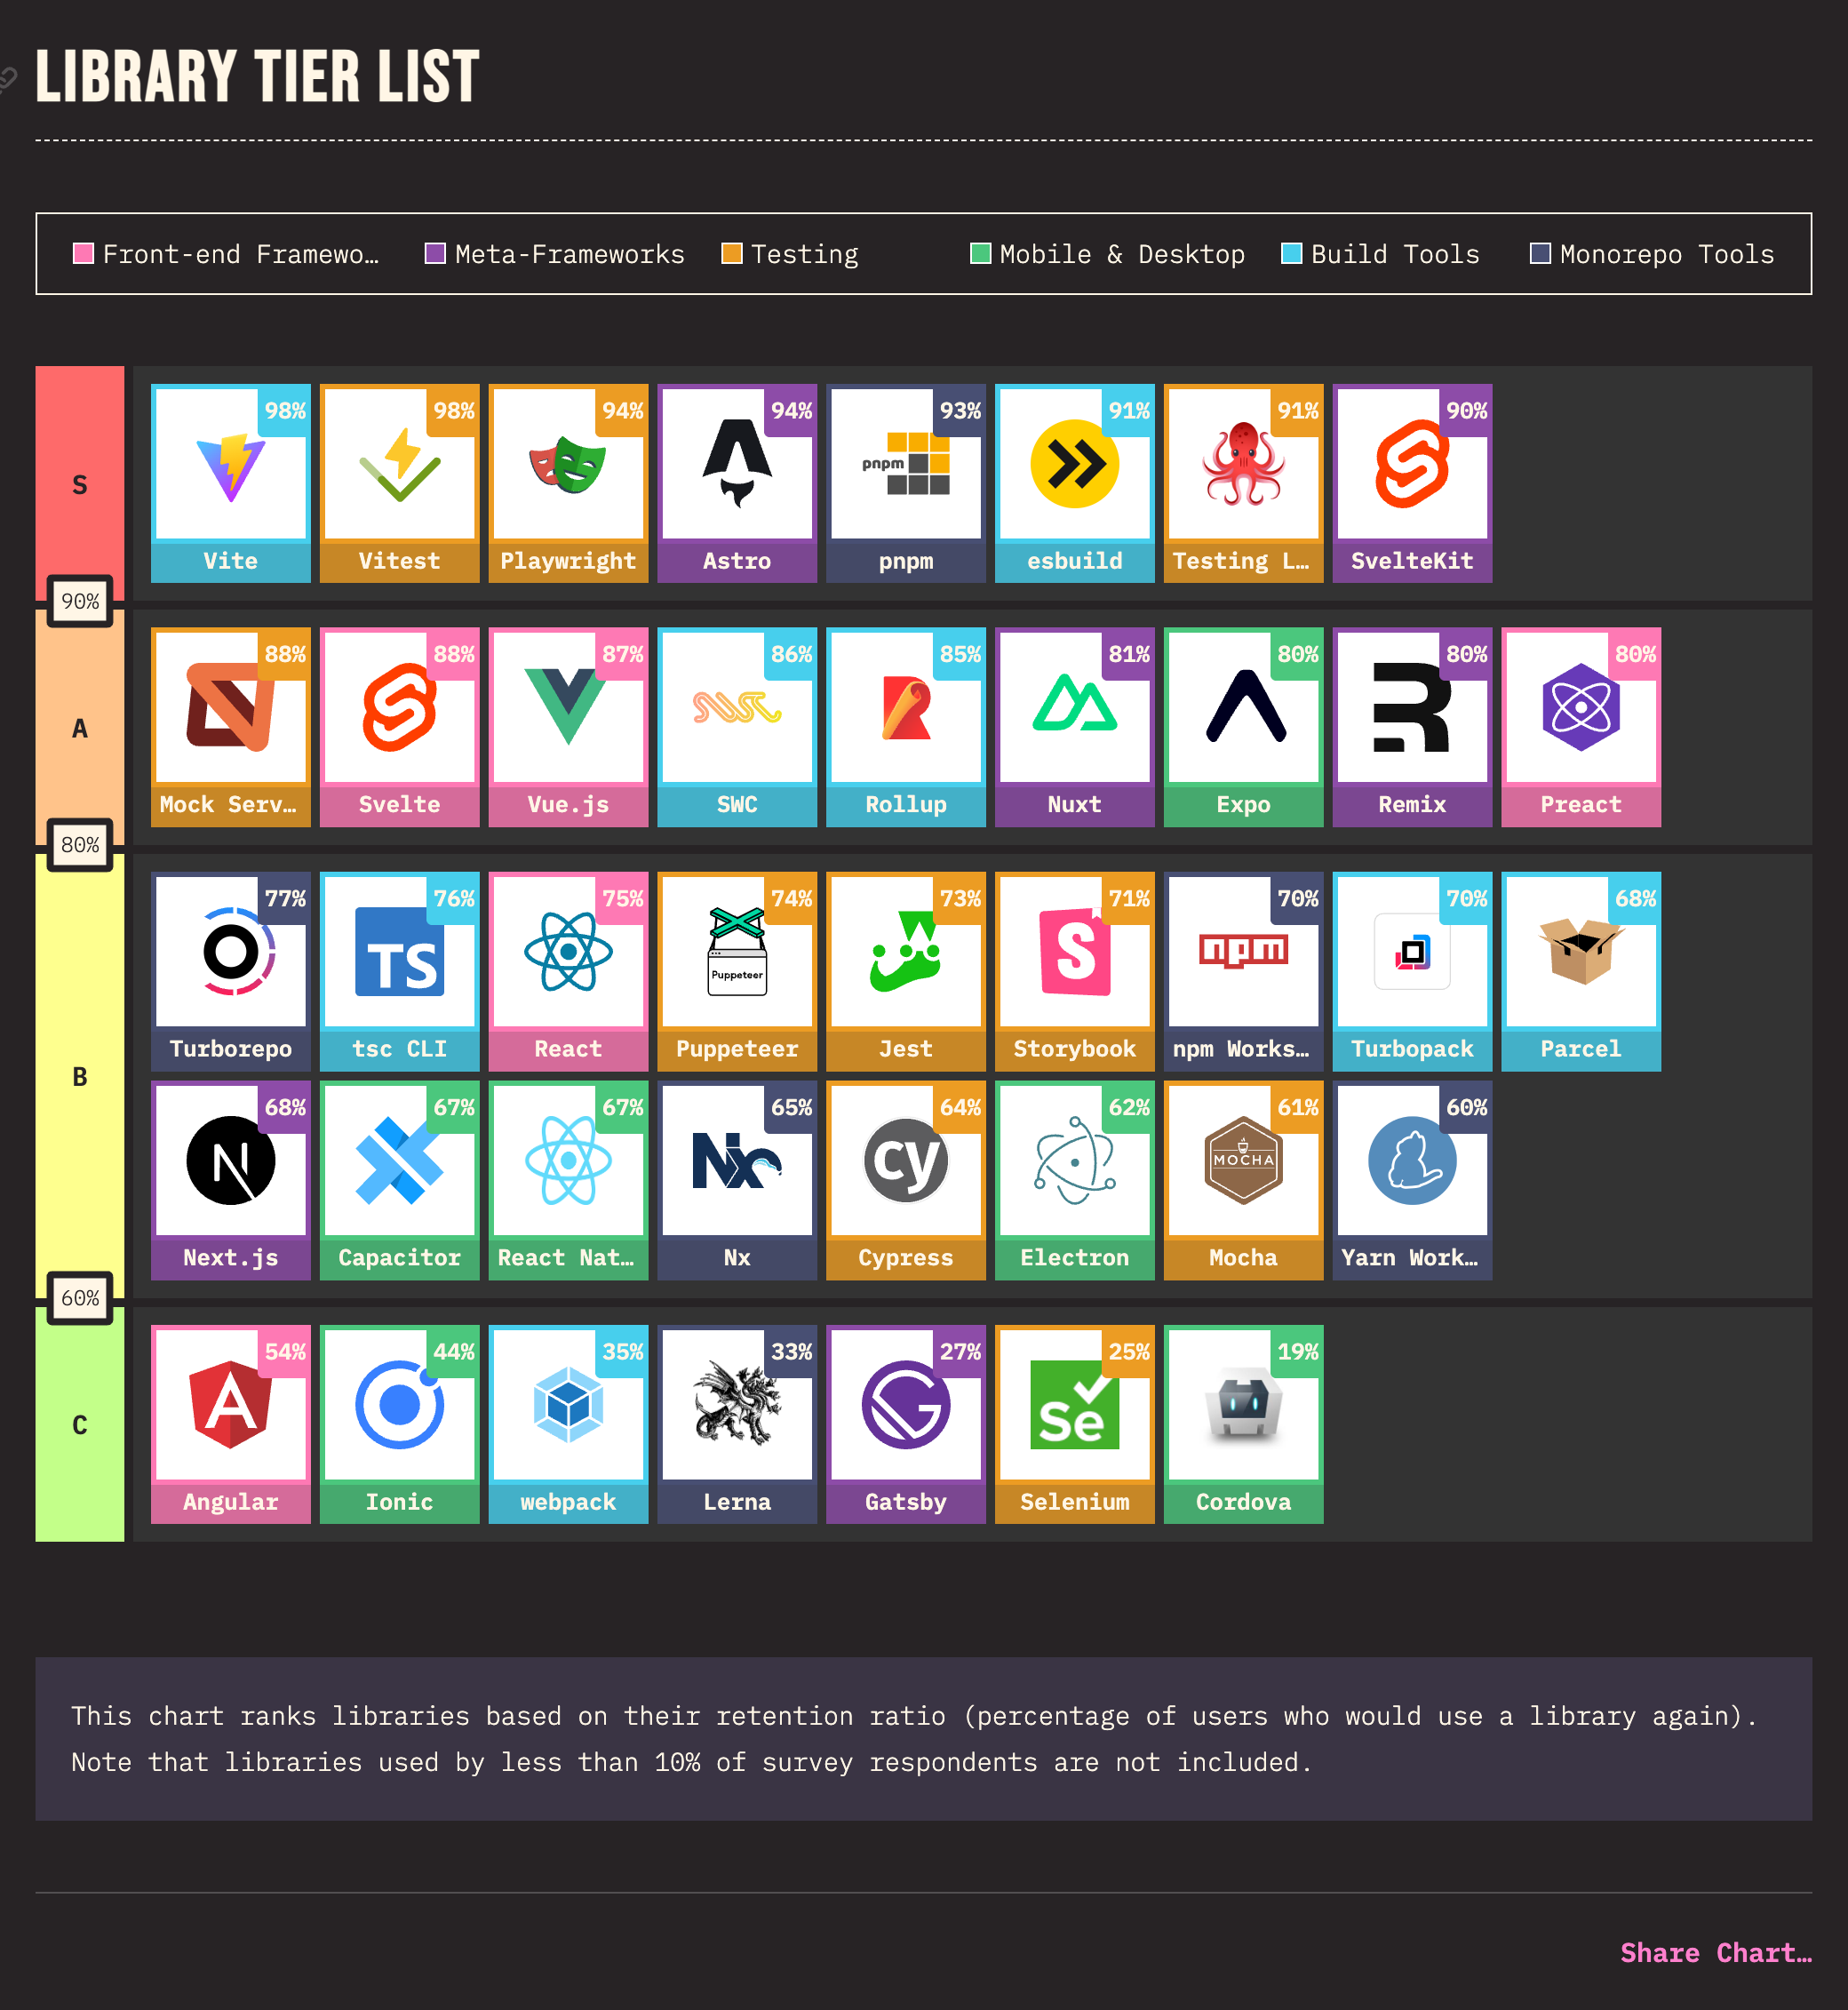 LIBRARY TIER LIST
Front-end Framewo… Meta-Frameworks Testing Mobile & Desktop Build Tools Monorepo Tools
S
98% 98% 94% 94% 93% 91% 91% 90%
pnpm
Vite Vitest Playwright Astro pnpm esbuild Testing L… SvelteKit
90%
A
88% 88% 87% 86% 85% 81% 80% 80% 80%
Mock Serv… Svelte Vue.js SWC Rollup Nuxt Expo Remix Preact
80%
B
77% 76% 75% 74% 73% 71% 70% 70% 68%
TS Puppeteer S npm
Turborepo tsc CLI React Puppeteer Jest Storybook npm Works… Turbopack Parcel
68% 67% 67% 65% 64% 62% 61% 60%
N Nx cy MOCHA
Next.js Capacitor React Nat… Nx Cypress Electron Mocha Yarn Work…
60%
C
54% 44% 35% 33% 27% 25% 19%
A G Se
Angular Ionic webpack Lerna Gatsby Selenium Cordova
This chart ranks libraries based on their retention ratio (percentage of users who would use a library again).
Note that libraries used by less than 10% of survey respondents are not included.
Share Chart…